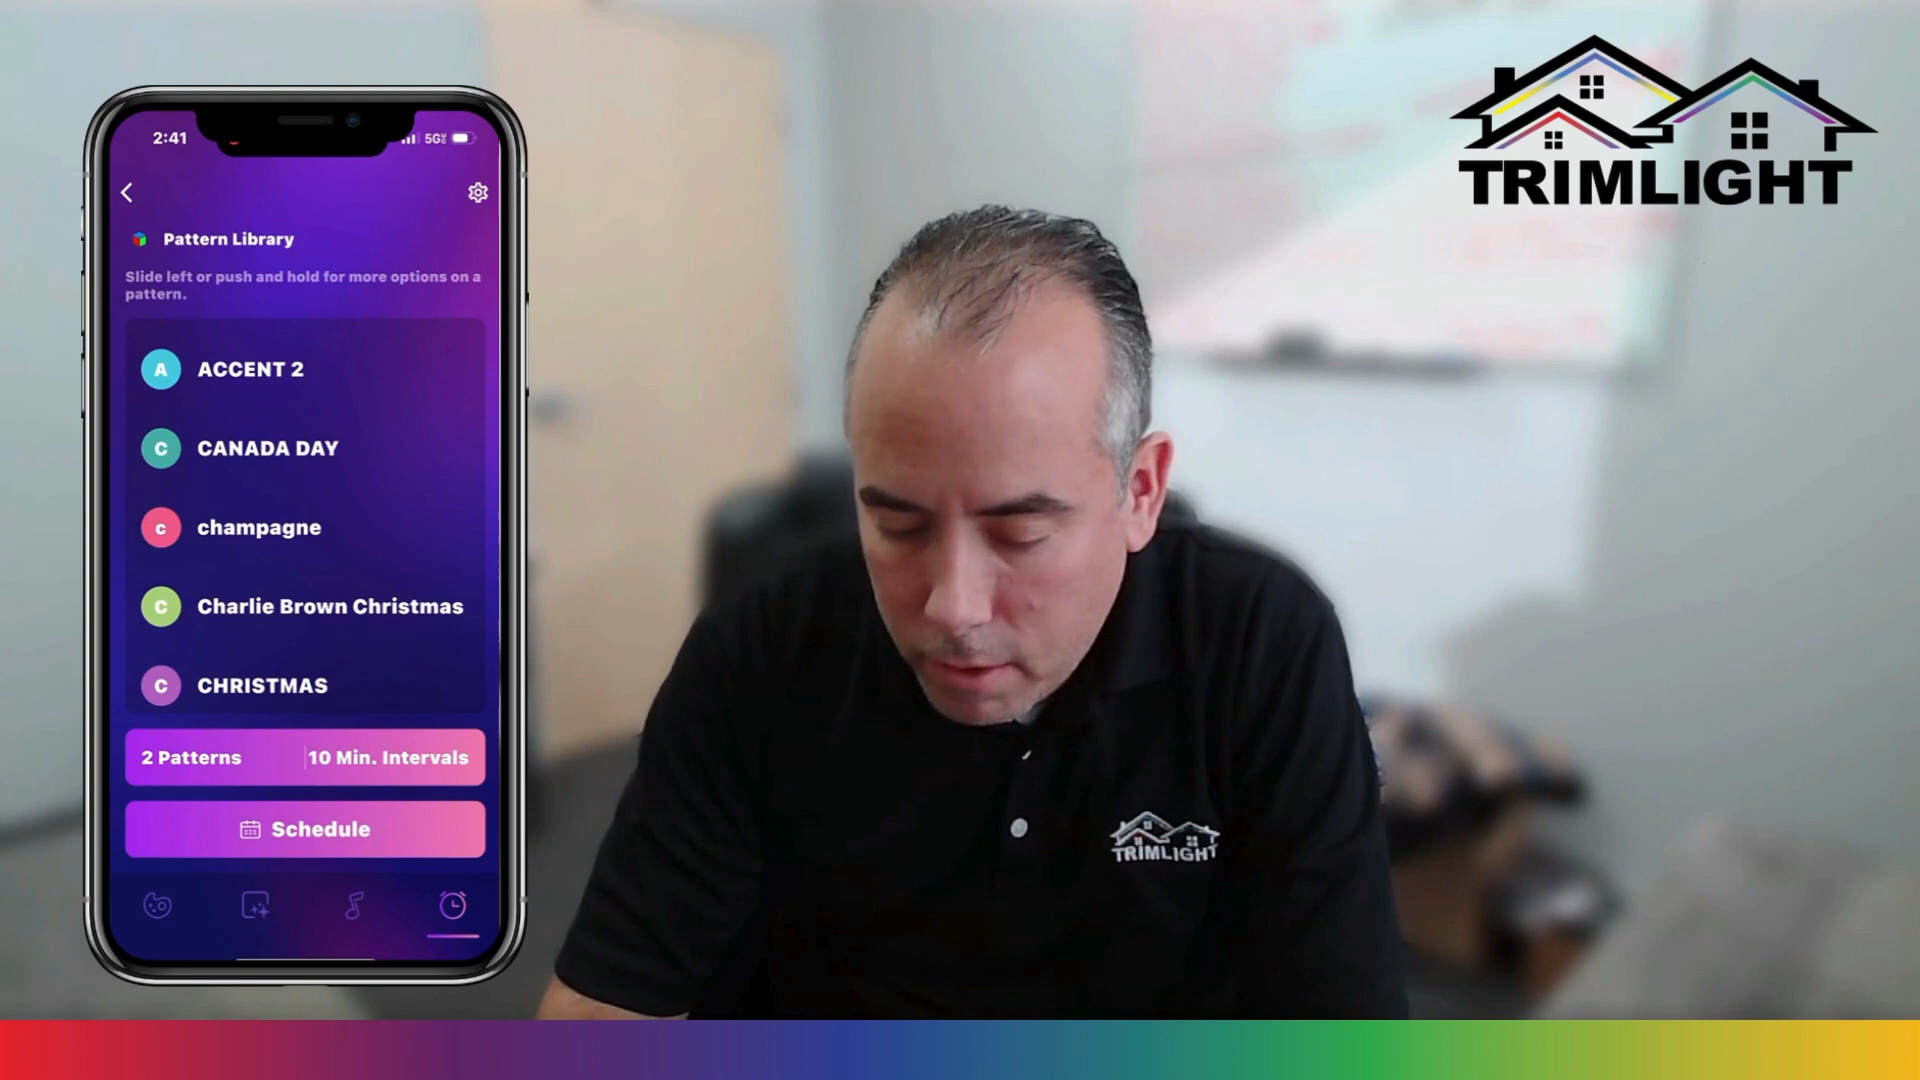 2:41
5G
Pattern Library
Slide left or push and hold for more options on a
pattern.
A ACCENT 2
C CANADA DAY
c champagne
C Charlie Brown Christmas
C CHRISTMAS
2 Patterns 10 Min. Intervals
Schedule
TRIMLIGHT
TRIMLIGHT